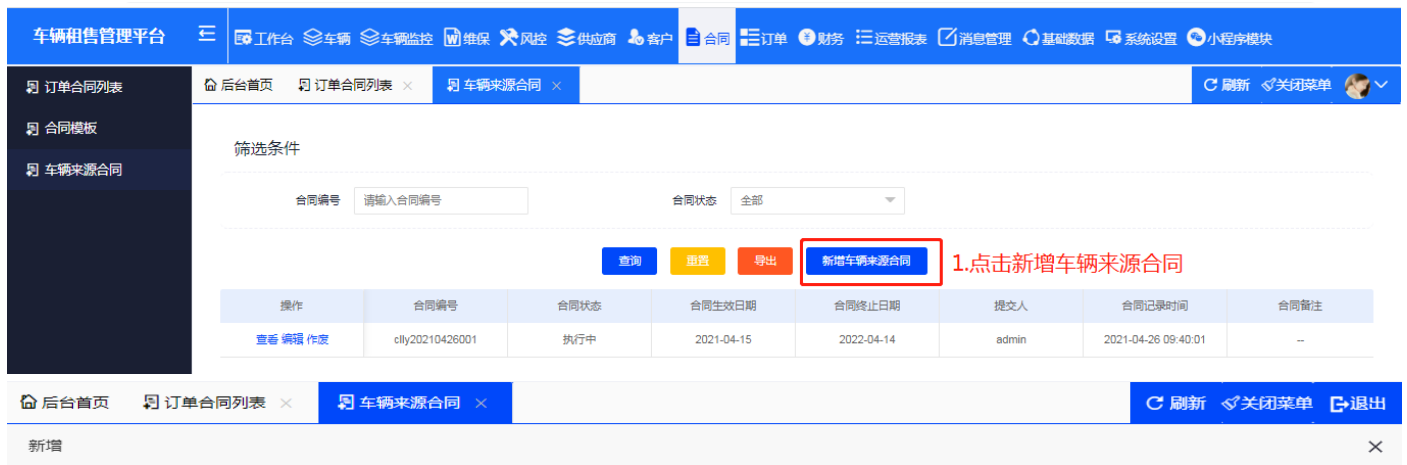 车辆租售管理平台 工作台 车辆 车辆监控 维保 风控 供应商 客户 合同 订单 财务 运营报表 消息管理 基础数据 系统设置 小程序模块
订单合同列表 后台首页 订单合同列表 × 车辆来源合同 × 刷新 关闭菜单
合同模板
筛选条件
车辆来源合同
合同编号 请输入合同编号 合同状态 全部
查询 重置 导出 新增车辆来源合同 1.点击新增车辆来源合同
操作 合同编号 合同状态 合同生效日期 合同终止日期 提交人 合同记录时间 合同备注
查看 编辑 作废 clly20210426001 执行中 2021-04-15 2022-04-14 admin 2021-04-26 09:40:01 --
后台首页 订单合同列表 × 车辆来源合同 × 刷新 关闭菜单 退出
新增 ×